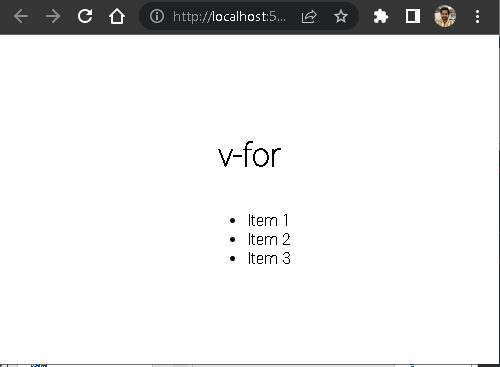 http://localhost:5...
v-for
Item 1
Item 2
Item 3